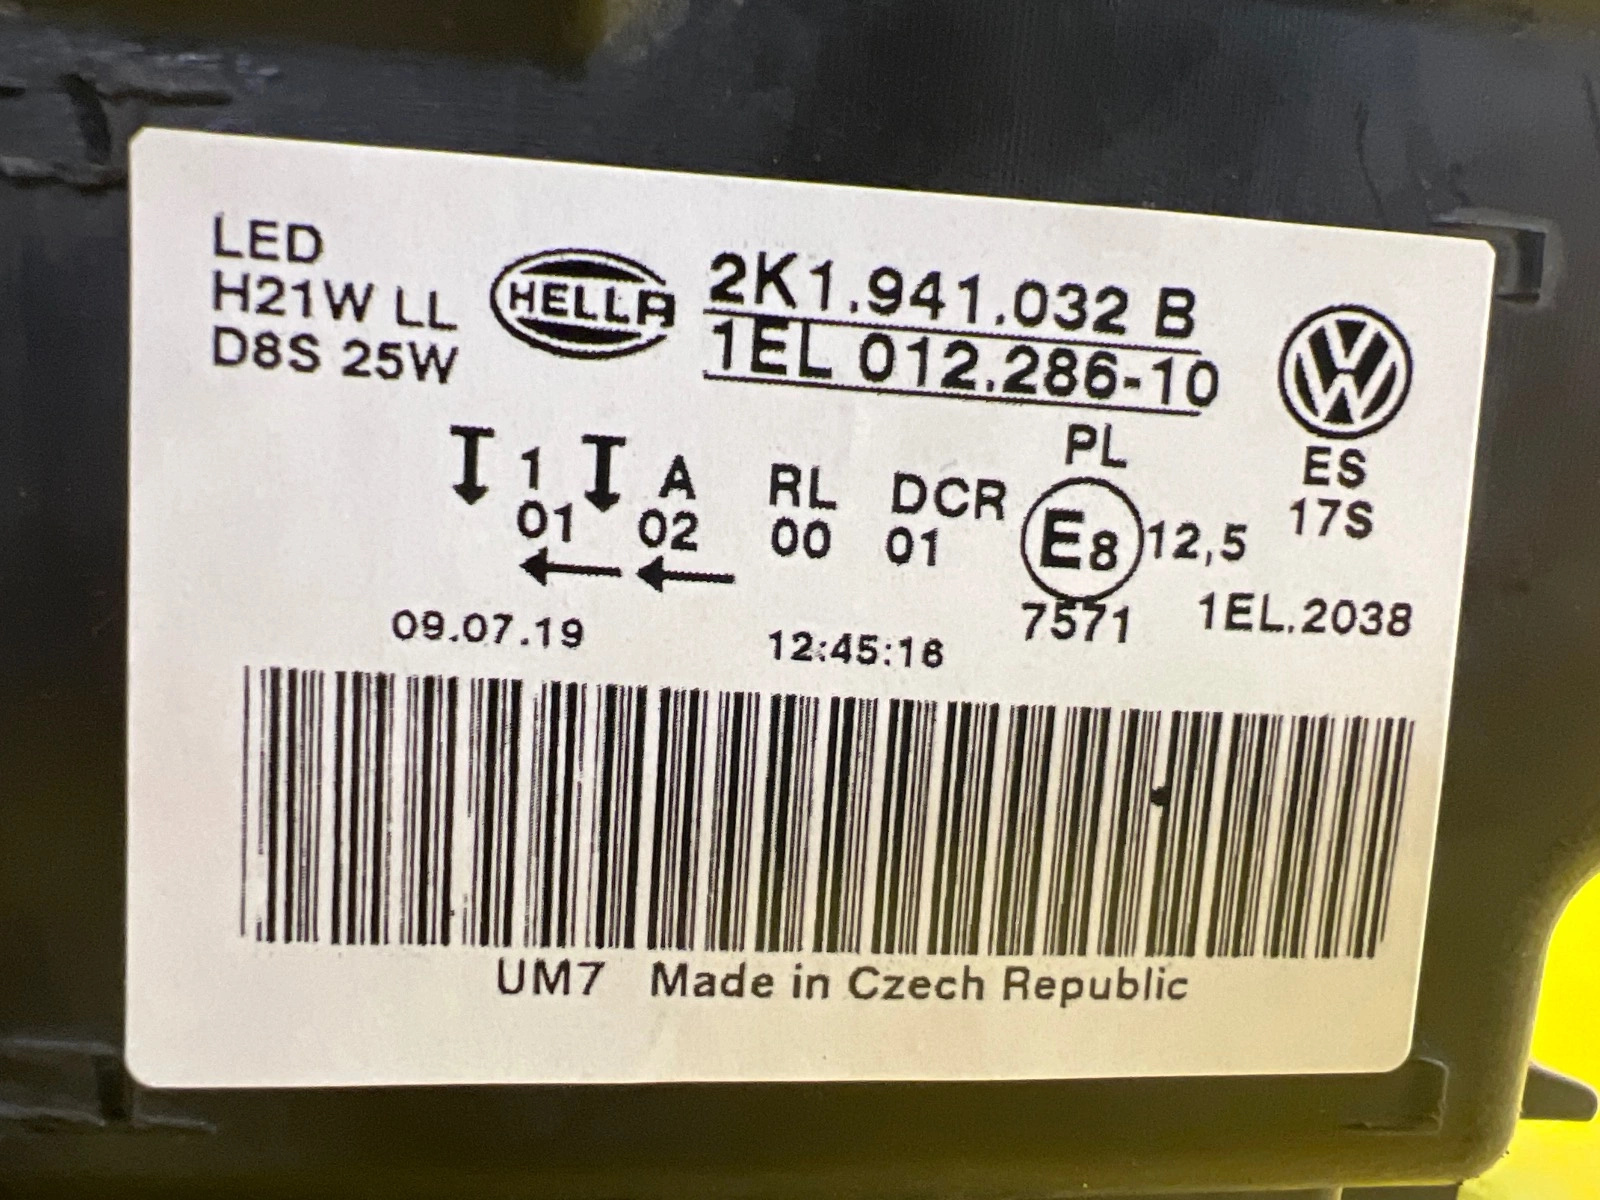 LED
H21W LL
D8S 25W
HELLA
2K1.941.032 B
1EL 012.286-10
ES
17S
1 A RL DCR PL
01 02 00 01 E8 12,5
7571 1EL.2038
09.07.19 12:45:16
UM7 Made in Czech Republic